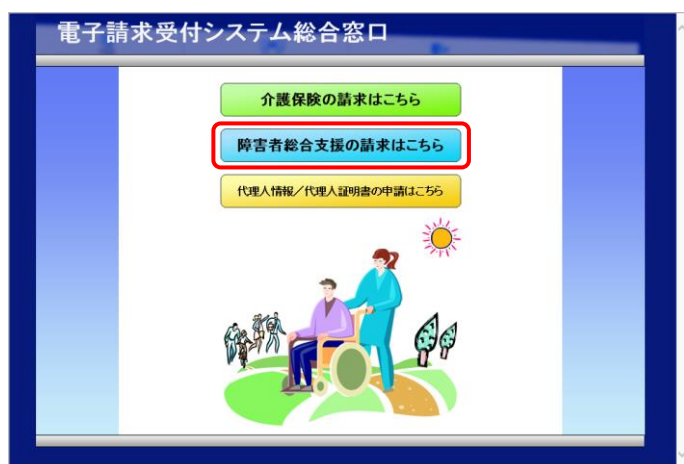 電子請求受付システム総合窓口
介護保険の請求はこちら
障害者総合支援の請求はこちら
代理人情報／代理人証明書の申請はこちら